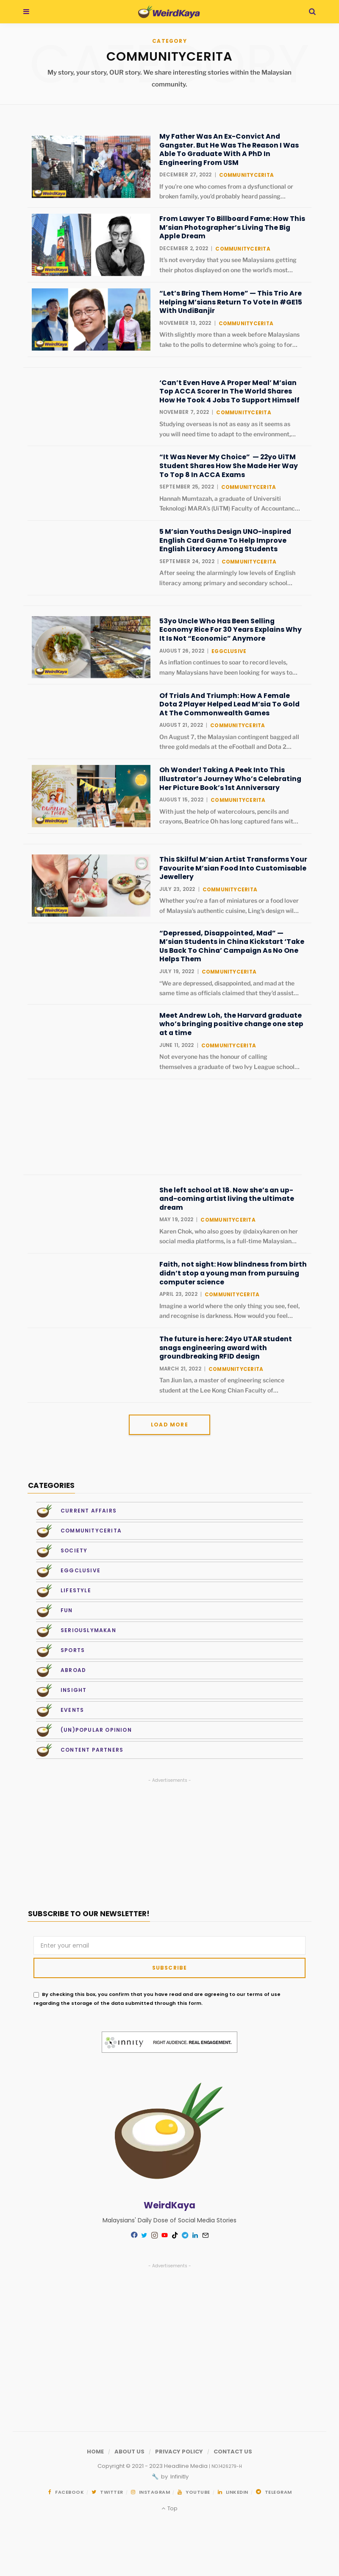 WeirdKaya
CATEGORY
COMMUNITYCERITA
My story, your story, OUR story. We share interesting stories within the Malaysian
community.
My Father Was An Ex-Convict And
Gangster. But He Was The Reason I Was
Able To Graduate With A PhD In
Engineering From USM
DECEMBER 27, 2022 | COMMUNITYCERITA
If you're one who comes from a dysfunctional or
broken family, you'd probably heard passing...
WeirdKaya
From Lawyer To Billboard Fame: How This
M'sian Photographer's Living The Big
Apple Dream
DECEMBER 2, 2022 | COMMUNITYCERITA
It's not everyday that you see Malaysians getting
their photos displayed on one the world's most...
WeirdKaya
“Let's Bring Them Home” — This Trio Are
Helping M'sians Return To Vote In #GE15
With UndiBanjir
NOVEMBER 13, 2022 | COMMUNITYCERITA
With slightly more than a week before Malaysians
take to the polls to determine who's going to for...
WeirdKaya
‘Can't Even Have A Proper Meal’ M'sian
Top ACCA Scorer In The World Shares
How He Took 4 Jobs To Support Himself
NOVEMBER 7, 2022 | COMMUNITYCERITA
Studying overseas is not as easy as it seems as
you will need time to adapt to the environment,...
“It Was Never My Choice” — 22yo UiTM
Student Shares How She Made Her Way
To Top 8 In ACCA Exams
SEPTEMBER 25, 2022 | COMMUNITYCERITA
Hannah Mumtazah, a graduate of Universiti
Teknologi MARA's (UiTM) Faculty of Accountanc...
5 M'sian Youths Design UNO-inspired
English Card Game To Help Improve
English Literacy Among Students
SEPTEMBER 24, 2022 | COMMUNITYCERITA
After seeing the alarmingly low levels of English
literacy among primary and secondary school...
53yo Uncle Who Has Been Selling
Economy Rice For 30 Years Explains Why
It Is Not “Economic” Anymore
AUGUST 26, 2022 | EGGCLUSIVE
As inflation continues to soar to record levels,
many Malaysians have been looking for ways to...
WeirdKaya
Of Trials And Triumph: How A Female
Dota 2 Player Helped Lead M'sia To Gold
At The Commonwealth Games
AUGUST 21, 2022 | COMMUNITYCERITA
On August 7, the Malaysian contingent bagged all
three gold medals at the eFootball and Dota 2...
Oh Wonder! Taking A Peek Into This
Illustrator's Journey Who's Celebrating
Her Picture Book's 1st Anniversary
AUGUST 15, 2022 | COMMUNITYCERITA
With just the help of watercolours, pencils and
crayons, Beatrice Oh has long captured fans wit...
WeirdKaya
This Skilful M'sian Artist Transforms Your
Favourite M'sian Food Into Customisable
Jewellery
JULY 23, 2022 | COMMUNITYCERITA
Whether you're a fan of miniatures or a food lover
of Malaysia's authentic cuisine, Ling's design wil...
WeirdKaya
“Depressed, Disappointed, Mad” —
M'sian Students in China Kickstart ‘Take
Us Back To China’ Campaign As No One
Helps Them
JULY 19, 2022 | COMMUNITYCERITA
“We are depressed, disappointed, and mad at the
same time as officials claimed that they'd assist...
Meet Andrew Loh, the Harvard graduate
who's bringing positive change one step
at a time
JUNE 11, 2022 | COMMUNITYCERITA
Not everyone has the honour of calling
themselves a graduate of two Ivy League school...
She left school at 18. Now she's an up-
and-coming artist living the ultimate
dream
MAY 19, 2022 | COMMUNITYCERITA
Karen Chok, who also goes by @daixykaren on her
social media platforms, is a full-time Malaysian...
Faith, not sight: How blindness from birth
didn't stop a young man from pursuing
computer science
APRIL 23, 2022 | COMMUNITYCERITA
Imagine a world where the only thing you see, feel,
and recognise is darkness. How would you feel...
The future is here: 24yo UTAR student
snags engineering award with
groundbreaking RFID design
MARCH 21, 2022 | COMMUNITYCERITA
Tan Jiun Ian, a master of engineering science
student at the Lee Kong Chian Faculty of...
LOAD MORE
CATEGORIES
CURRENT AFFAIRS
COMMUNITYCERITA
SOCIETY
EGGCLUSIVE
LIFESTYLE
FUN
SERIOUSLYMAKAN
SPORTS
ABROAD
INSIGHT
EVENTS
(UN)POPULAR OPINION
CONTENT PARTNERS
- Advertisements -
SUBSCRIBE TO OUR NEWSLETTER!
Enter your email
SUBSCRIBE
By checking this box, you confirm that you have read and are agreeing to our terms of use
regarding the storage of the data submitted through this form.
innity RIGHT AUDIENCE. REAL ENGAGEMENT.
WeirdKaya
Malaysians' Daily Dose of Social Media Stories
- Advertisements -
HOME / ABOUT US / PRIVACY POLICY / CONTACT US
Copyright © 2021 - 2023 Headline Media |
by Infinifly
FACEBOOK TWITTER INSTAGRAM YOUTUBE LINKEDIN TELEGRAM
Top